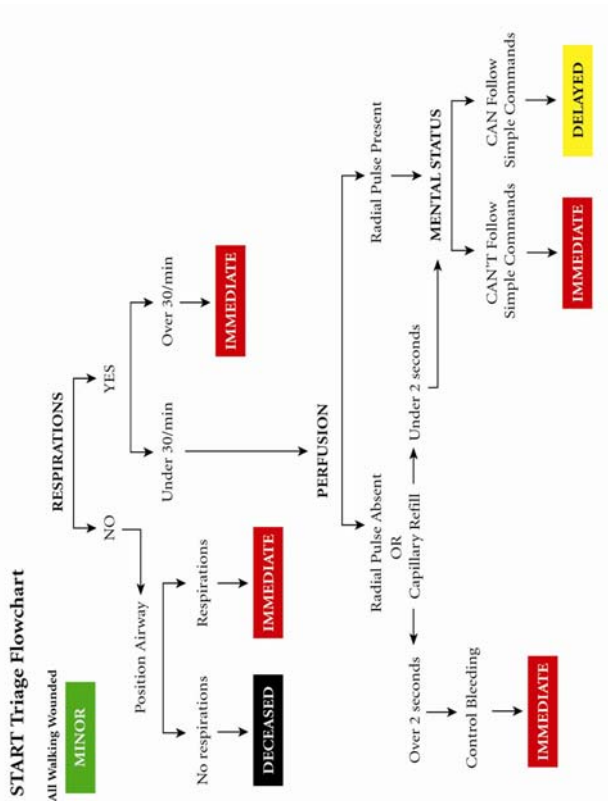 START Triage Flowchart
All Walking Wounded
MINOR
RESPIRATIONS
NO
YES
Position Airway
Under 30/min
Over 30/min
No respirations
Respirations
IMMEDIATE
DECEASED
IMMEDIATE
PERFUSION
Radial Pulse Absent
OR
Capillary Refill
Radial Pulse Present
Over 2 seconds
Under 2 seconds
MENTAL STATUS
Control Bleeding
CAN'T Follow
Simple Commands
CAN Follow
Simple Commands
IMMEDIATE
IMMEDIATE
DELAYED